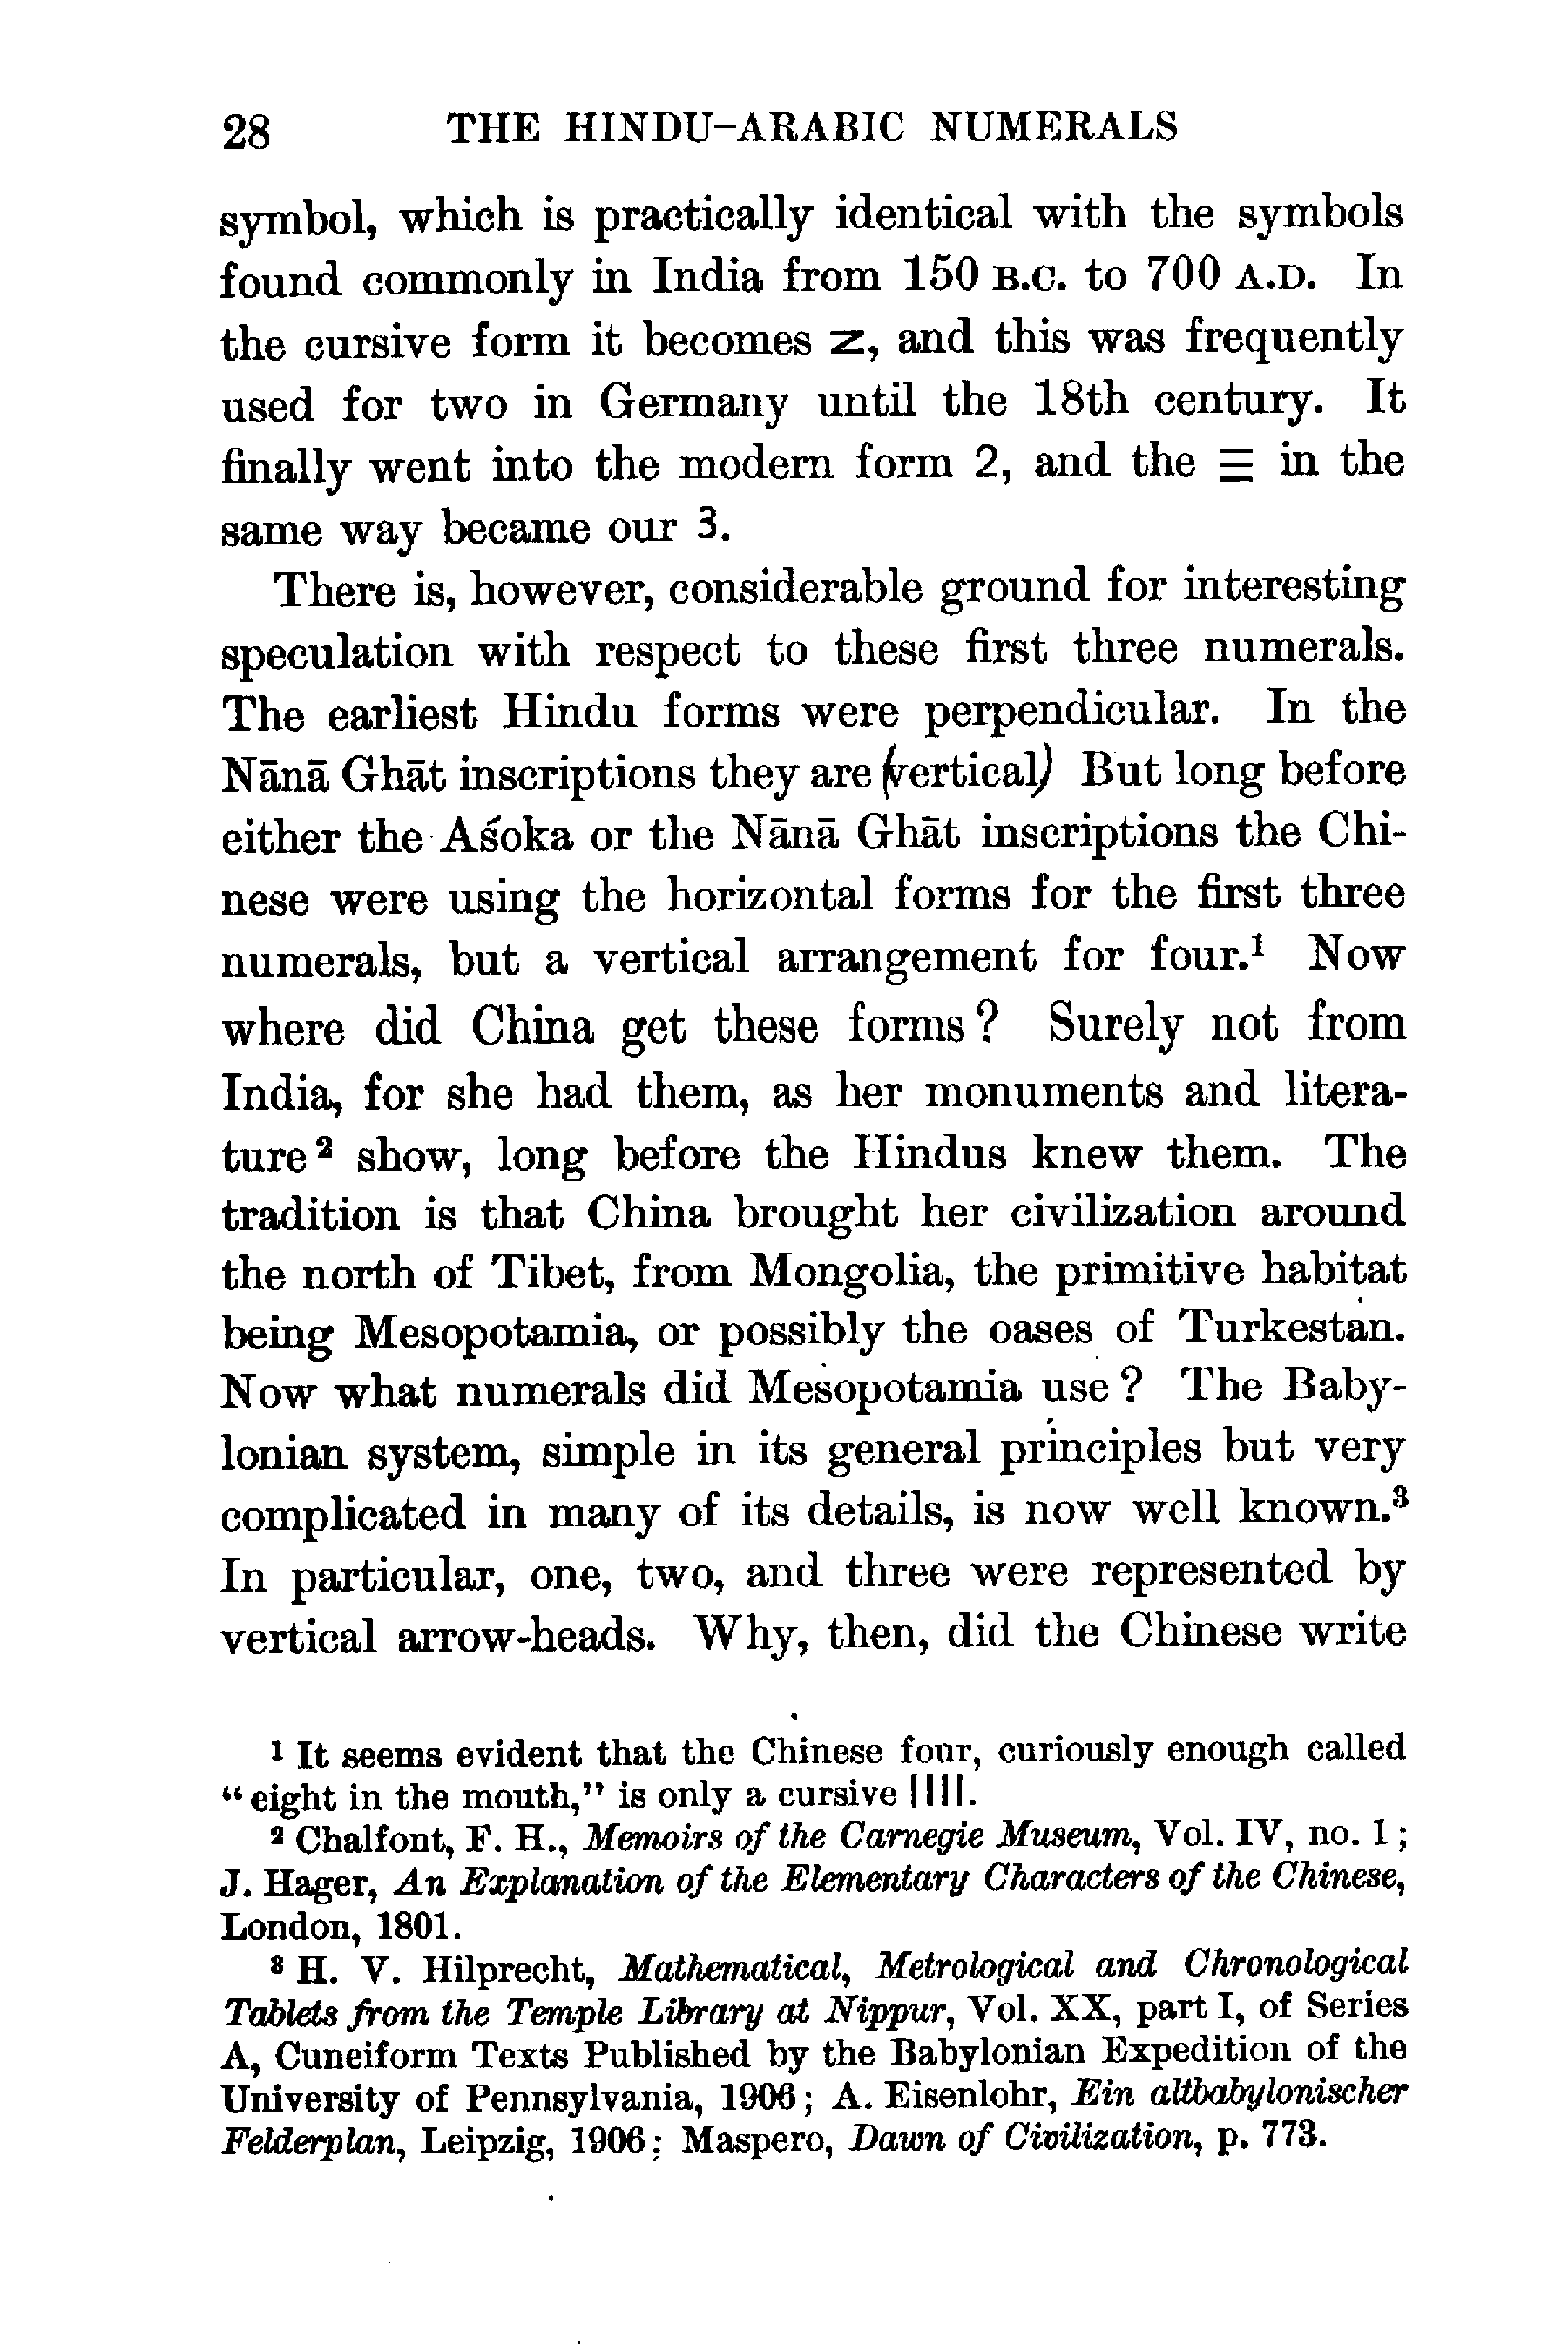 28 THE HINDU-ARABIC NUMERALS
symbol, which is practically identical with the symbols
found commonly in India from 150 B.C. to 700 A.D. In
the cursive form it becomes Z, and this was frequently
used for two in Germany until the 18th century. It
finally went into the modern form 2, and the ☰ in the
same way became our 3.
There is, however, considerable ground for interesting
speculation with respect to these first three numerals.
The earliest Hindu forms were perpendicular. In the
Nānā Ghāt inscriptions they are (vertical) But long before
either the Aśoka or the Nānā Ghāt inscriptions the Chi-
nese were using the horizontal forms for the first three
numerals, but a vertical arrangement for four.¹ Now
where did China get these forms? Surely not from
India, for she had them, as her monuments and litera-
ture² show, long before the Hindus knew them. The
tradition is that China brought her civilization around
the north of Tibet, from Mongolia, the primitive habitat
being Mesopotamia, or possibly the oases of Turkestan.
Now what numerals did Mesopotamia use? The Baby-
lonian system, simple in its general principles but very
complicated in many of its details, is now well known.³
In particular, one, two, and three were represented by
vertical arrow-heads. Why, then, did the Chinese write
¹ It seems evident that the Chinese four, curiously enough called
“eight in the mouth,” is only a cursive ||||.
² Chalfont, F. H., Memoirs of the Carnegie Museum, Vol. IV, no. 1;
J. Hager, An Explanation of the Elementary Characters of the Chinese,
London, 1801.
³ H. V. Hilprecht, Mathematical, Metrological and Chronological
Tablets from the Temple Library at Nippur, Vol. XX, part I, of Series
A, Cuneiform Texts Published by the Babylonian Expedition of the
University of Pennsylvania, 1906; A. Eisenlohr, Ein altbabylonischer
Felderplan, Leipzig, 1906; Maspero, Dawn of Civilization, p. 773.